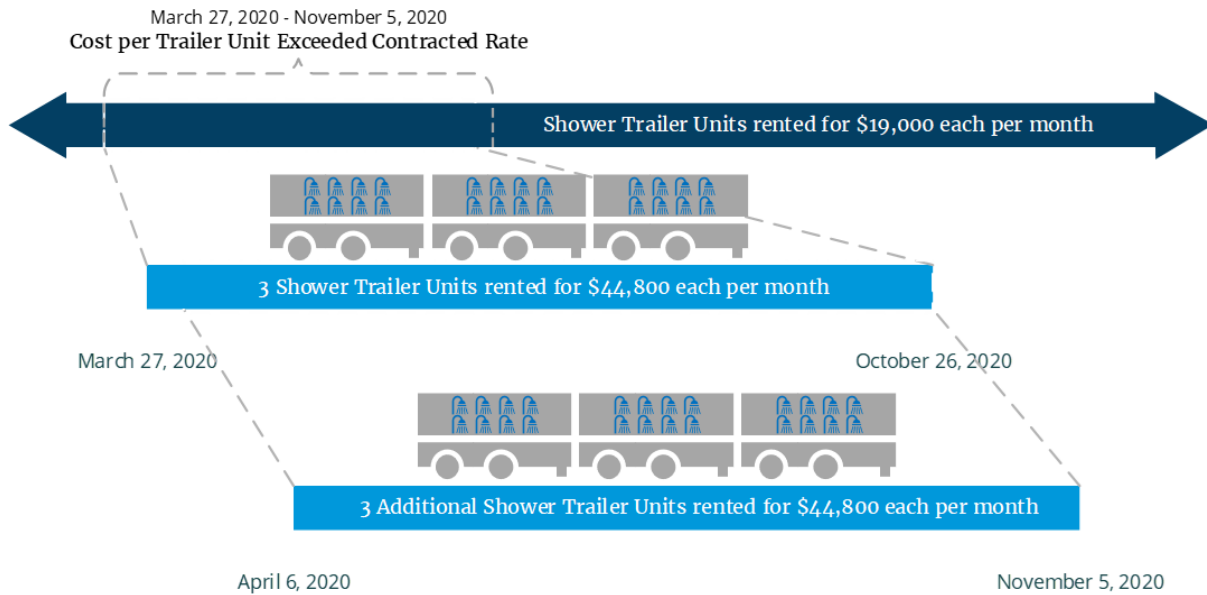 March 27, 2020 - November 5, 2020
Cost per Trailer Unit Exceeded Contracted Rate
Shower Trailer Units rented for $19,000 each per month
3 Shower Trailer Units rented for $44,800 each per month
March 27, 2020
October 26, 2020
3 Additional Shower Trailer Units rented for $44,800 each per month
April 6, 2020
November 5, 2020